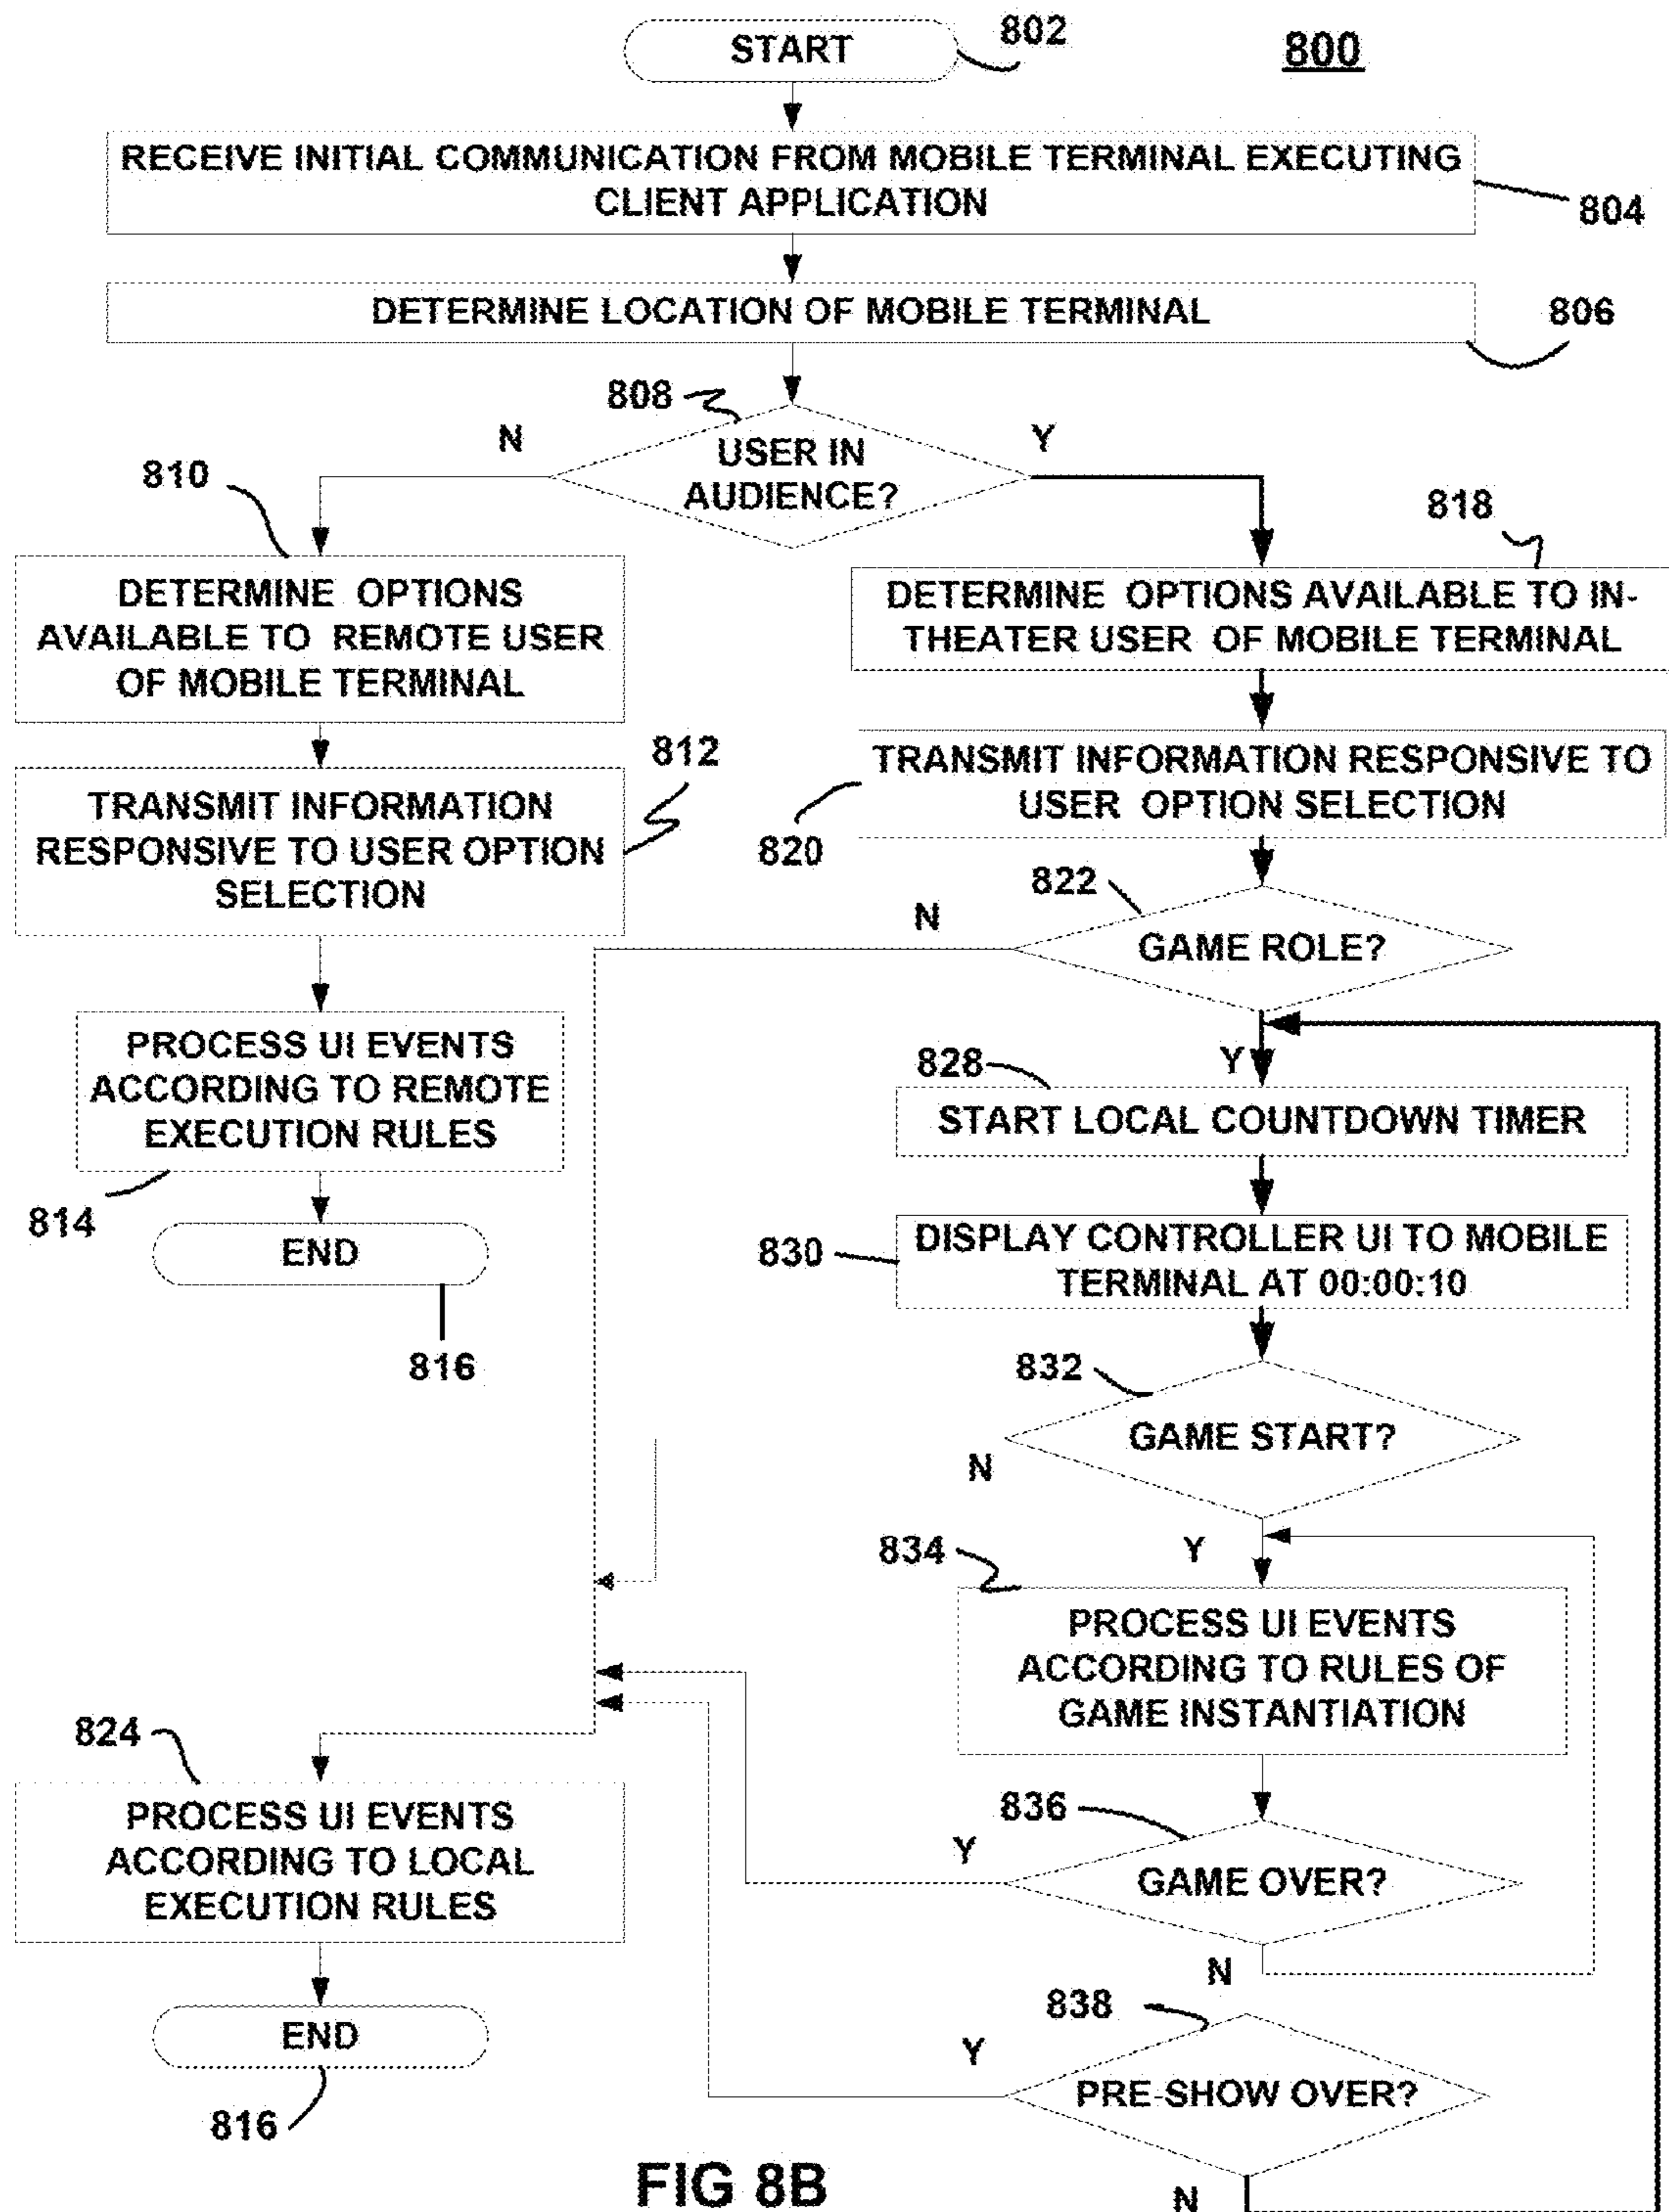 START
802
800
RECEIVE INITIAL COMMUNICATION FROM MOBILE TERMINAL EXECUTING
CLIENT APPLICATION
804
DETERMINE LOCATION OF MOBILE TERMINAL
806
808
N
Y
USER IN
AUDIENCE?
810
818
DETERMINE OPTIONS
AVAILABLE TO REMOTE USER
OF MOBILE TERMINAL
DETERMINE OPTIONS AVAILABLE TO IN-
THEATER USER OF MOBILE TERMINAL
812
TRANSMIT INFORMATION
RESPONSIVE TO USER OPTION
SELECTION
TRANSMIT INFORMATION RESPONSIVE TO
USER OPTION SELECTION
820
822
N
GAME ROLE?
PROCESS UI EVENTS
ACCORDING TO REMOTE
EXECUTION RULES
814
END
816
Y
828
START LOCAL COUNTDOWN TIMER
830
DISPLAY CONTROLLER UI TO MOBILE
TERMINAL AT 00:00:10
832
GAME START?
N
Y
834
PROCESS UI EVENTS
ACCORDING TO RULES OF
GAME INSTANTIATION
824
PROCESS UI EVENTS
ACCORDING TO LOCAL
EXECUTION RULES
836
Y
GAME OVER?
N
END
816
838
Y
PRE-SHOW OVER?
N
FIG 8B